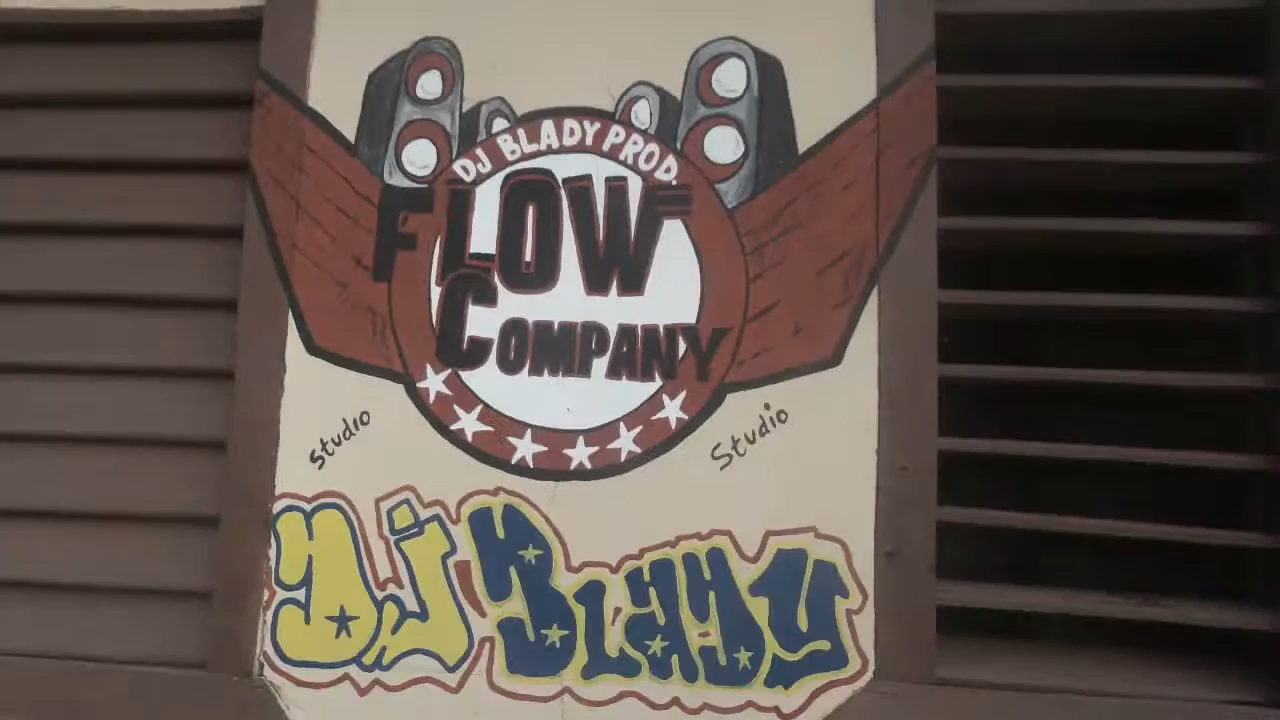 DJ BLADY PROD.
FLOW
COMPANY
studio
Studio
DJ BLADY